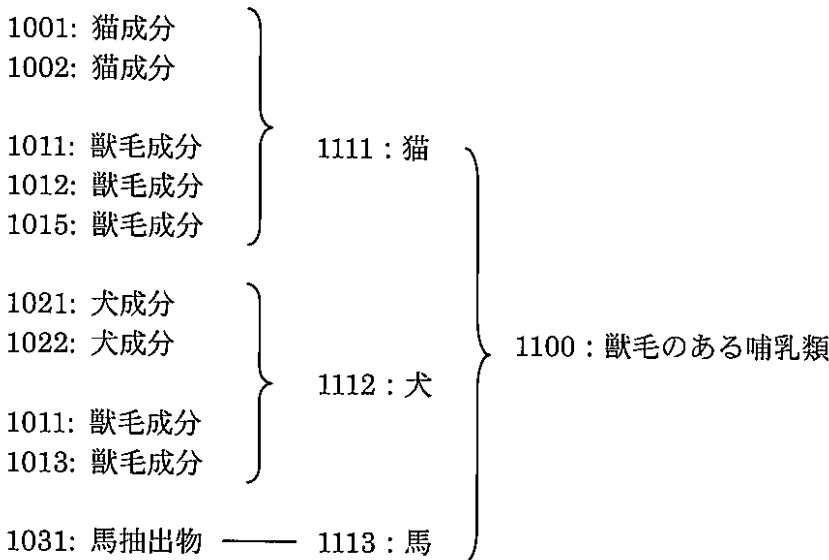 1001: 猫成分
1002: 猫成分
1011: 獣毛成分
1012: 獣毛成分
1015: 獣毛成分
1111 : 猫
1021: 犬成分
1022: 犬成分
1011: 獣毛成分
1013: 獣毛成分
1112 : 犬
1031: 馬抽出物
1113 : 馬
1100 : 獣毛のある哺乳類